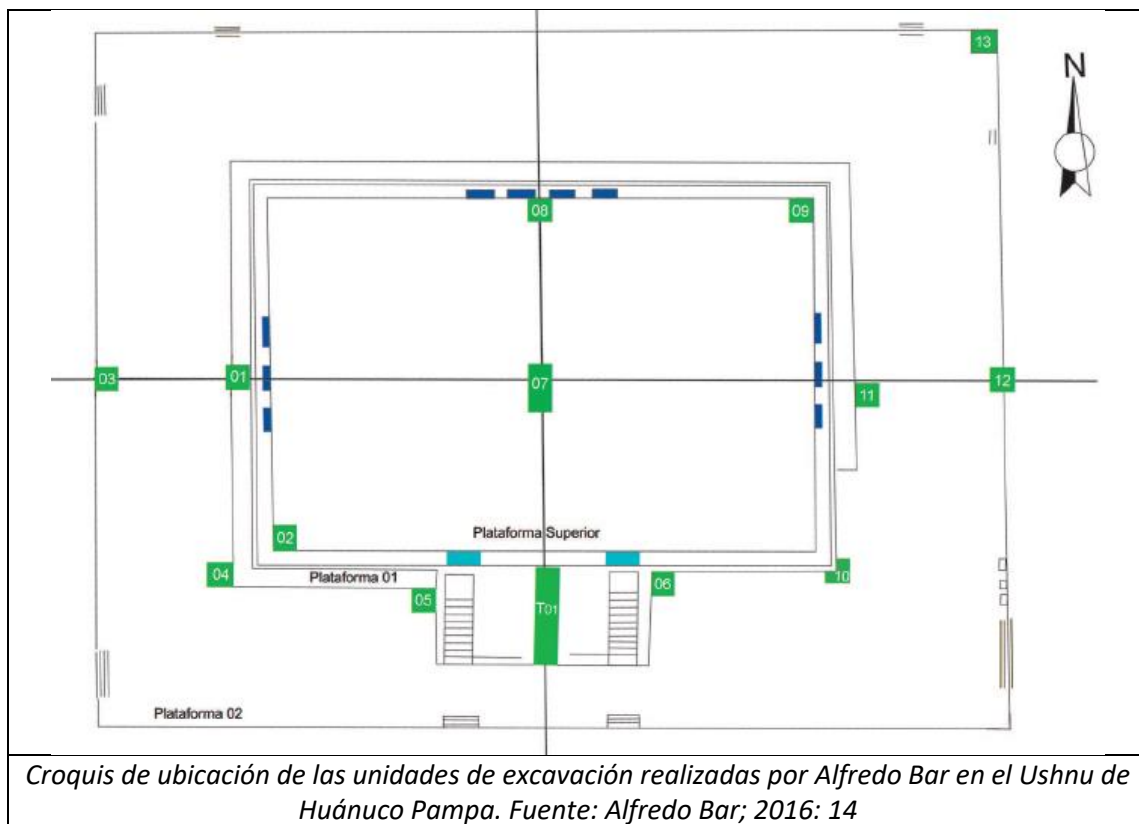 13
N
08
09
03
01
07
12
11
02
Plataforma Superior
04
Plataforma 01
05
T01
06
10
Plataforma 02
Croquis de ubicación de las unidades de excavación realizadas por Alfredo Bar en el Ushnu de
Huánuco Pampa. Fuente: Alfredo Bar; 2016: 14